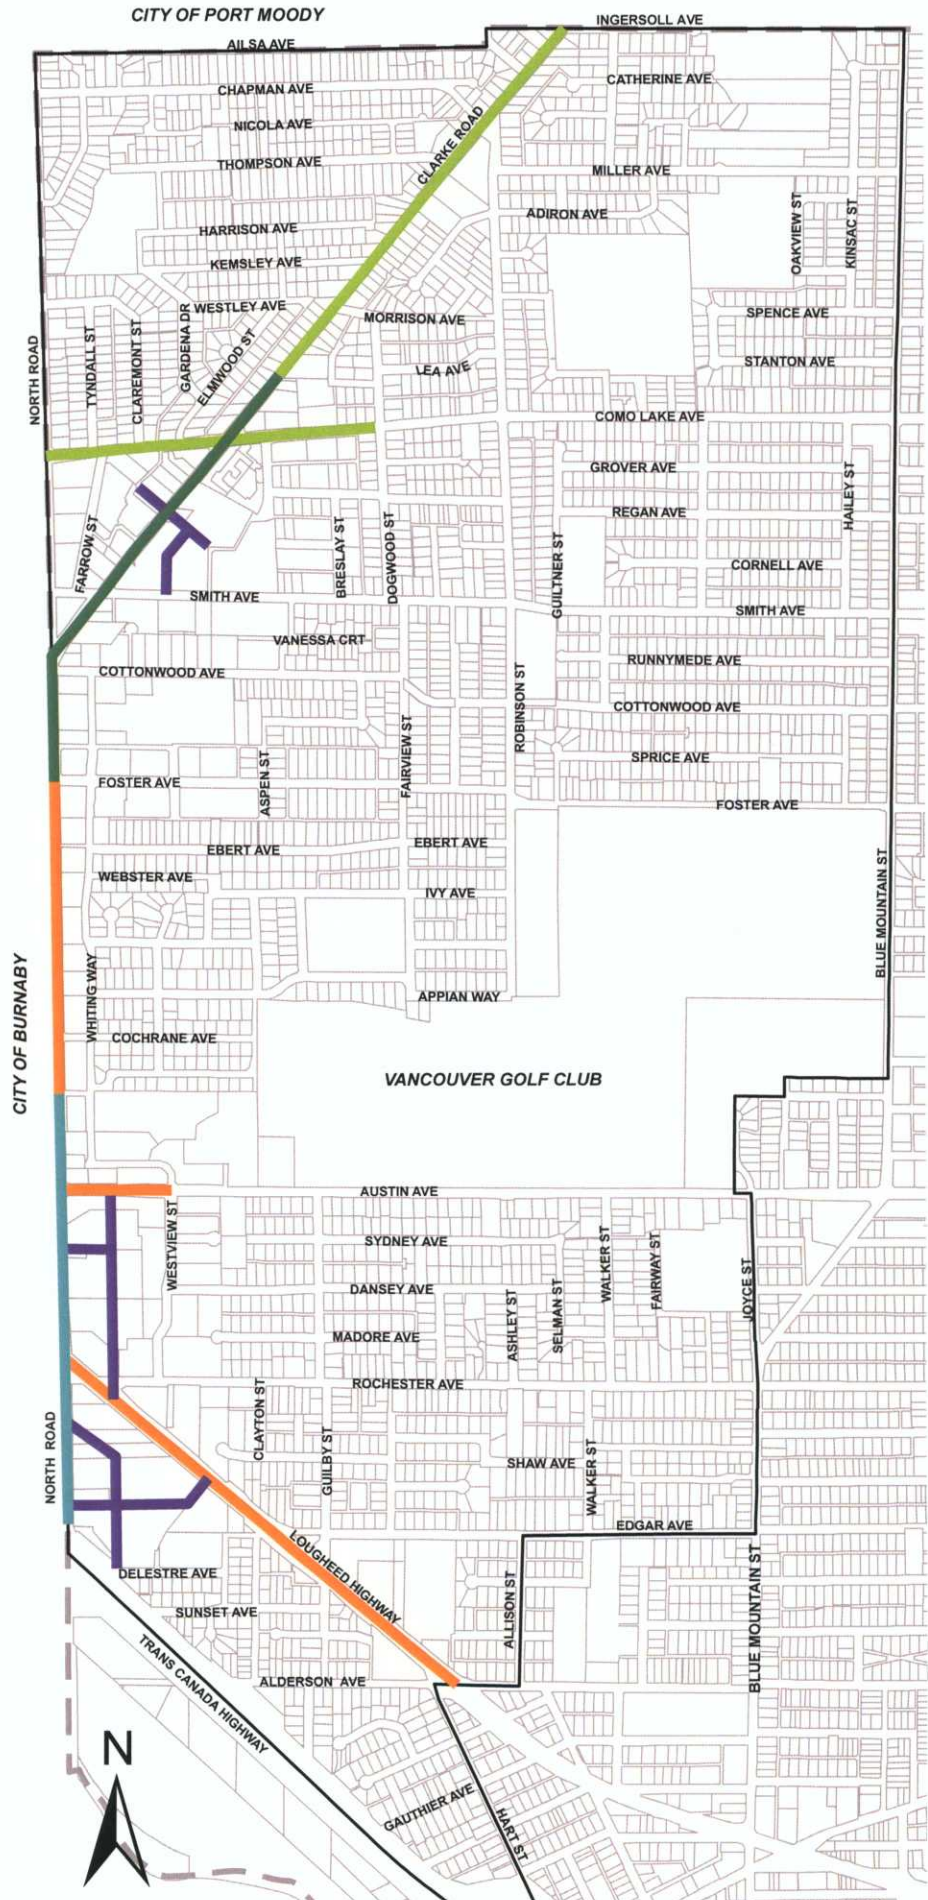 CITY OF PORT MOODY
INGERSOLL AVE
AILSA AVE
CATHERINE AVE
CHAPMAN AVE
NICOLA AVE
CLARKE ROAD
THOMPSON AVE
MILLER AVE
ADIRON AVE
OAKVIEW ST
KINSAC ST
HARRISON AVE
KEMSLEY AVE
WESTLEY AVE
MORRISON AVE
SPENCE AVE
NORTH ROAD
TYNDALL ST
CLAREMONT ST
GARDENA DR
ELMWOOD ST
LEA AVE
STANTON AVE
COMO LAKE AVE
GROVER AVE
HAILEY ST
REGAN AVE
FARROW ST
BRESLAY ST
DOGWOOD ST
GUILTNER ST
CORNELL AVE
SMITH AVE
SMITH AVE
VANESSA CRT
RUNNYMEDE AVE
COTTONWOOD AVE
ROBINSON ST
COTTONWOOD AVE
FAIRVIEW ST
SPRICE AVE
FOSTER AVE
ASPEN ST
FOSTER AVE
EBERT AVE
EBERT AVE
WEBSTER AVE
IVY AVE
BLUE MOUNTAIN ST
CITY OF BURNABY
WHITING WAY
APPIAN WAY
COCHRANE AVE
VANCOUVER GOLF CLUB
AUSTIN AVE
WESTVIEW ST
SYDNEY AVE
WALKER ST
FAIRWAY ST
JOYCE ST
DANSEY AVE
ASHLEY ST
SELMAN ST
MADORE AVE
ROCHESTER AVE
CLAYTON ST
GUILBY ST
NORTH ROAD
SHAW AVE
WALKER ST
EDGAR AVE
LOUGHEED HIGHWAY
DELESTRE AVE
ALLISON ST
BLUE MOUNTAIN ST
SUNSET AVE
TRANS CANADA HIGHWAY
ALDERSON AVE
N
GAUTHIER AVE
HART ST